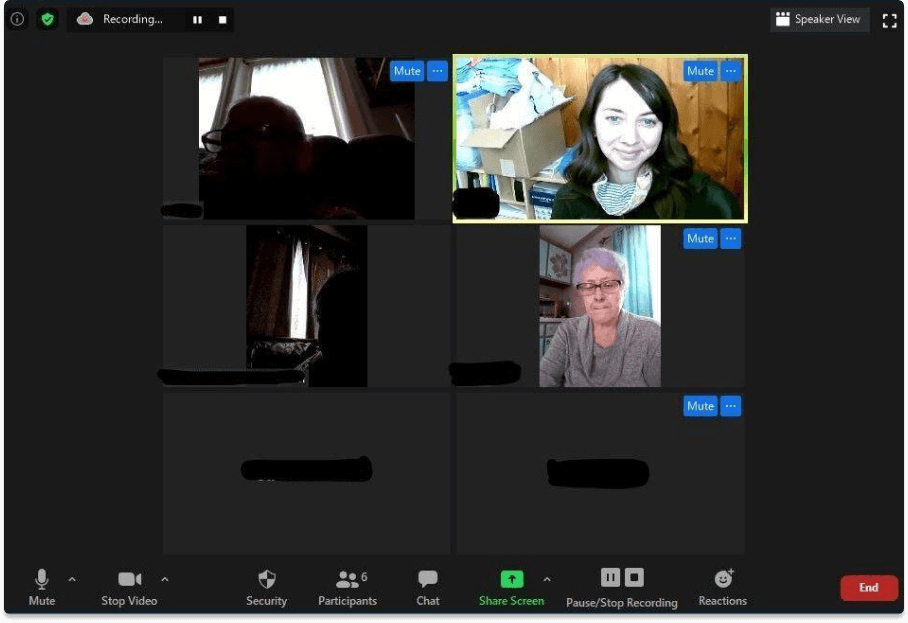 Recording...
Speaker View
Mute ...
Mute ...
Mute ...
Mute ...
Mute
Stop Video
Security
6
Participants
Chat
Share Screen
Pause/Stop Recording
Reactions
End